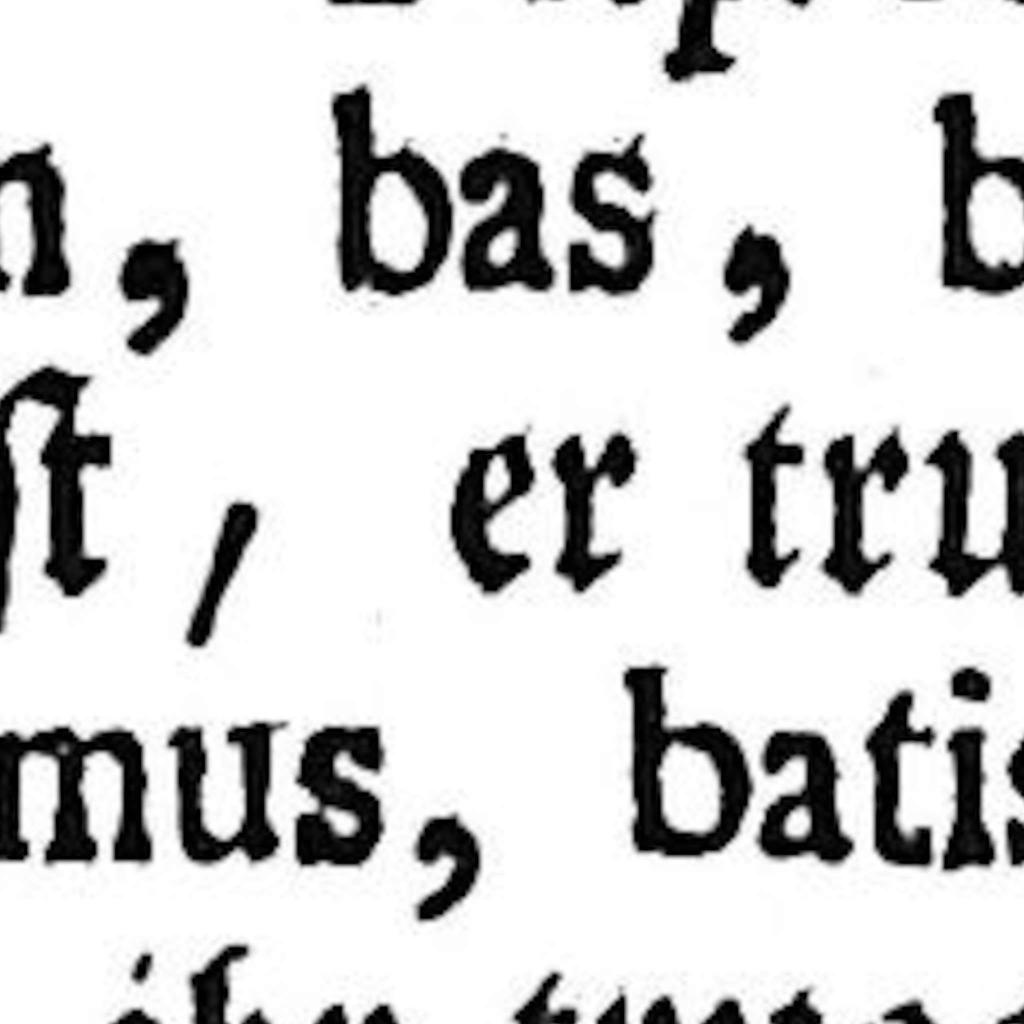 n, bas, b
ſt, er tru
mus, batis